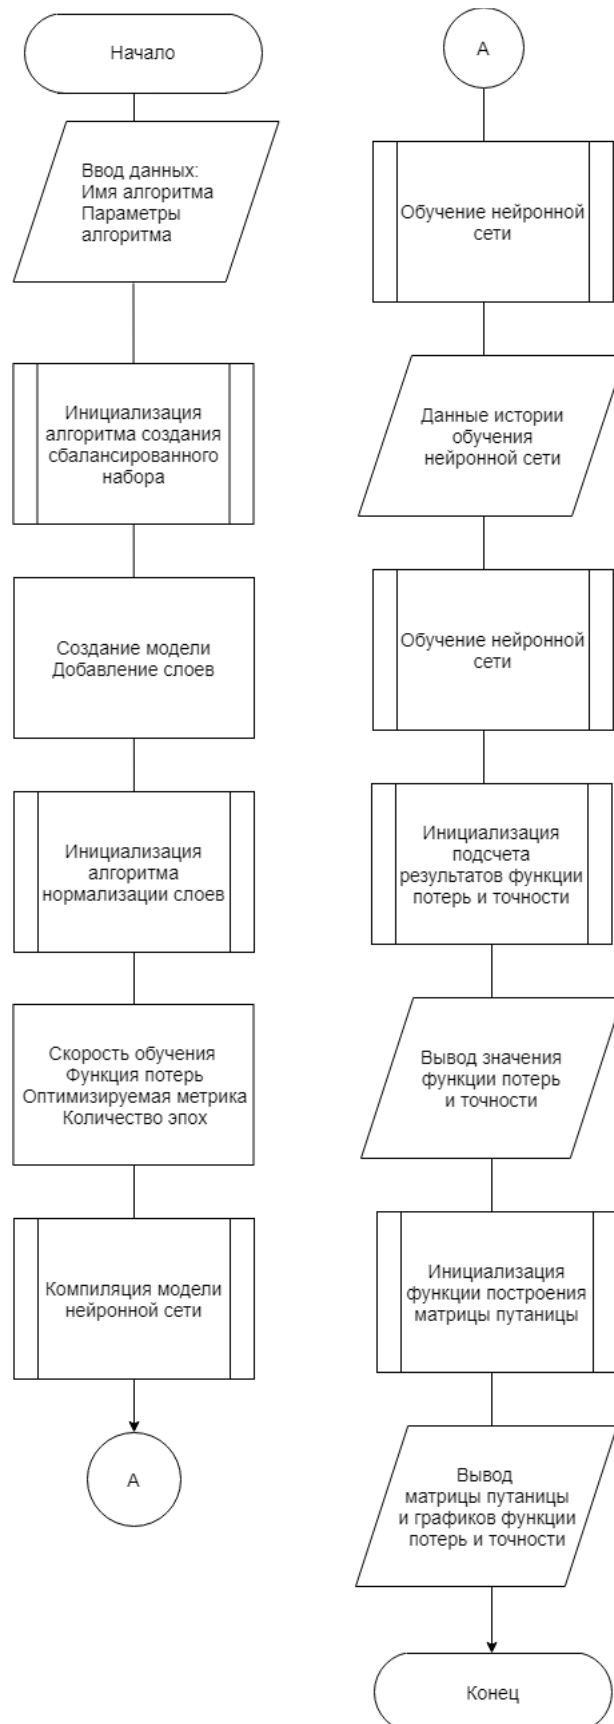 Начало
Ввод данных:
Имя алгоритма
Параметры
алгоритма
Инициализация
алгоритма создания
сбалансированного
набора
Создание модели
Добавление слоев
Инициализация
алгоритма
нормализации слоев
Скорость обучения
Функция потерь
Оптимизируемая метрика
Количество эпох
Компиляция модели
нейронной сети
А
А
Обучение нейронной
сети
Данные истории
обучения
нейронной сети
Обучение нейронной
сети
Инициализация
подсчета
результатов функции
потерь и точности
Вывод значения
функции потерь
и точности
Инициализация
функции построения
матрицы путаницы
Вывод
матрицы путаницы
и графиков функции
потерь и точности
Конец